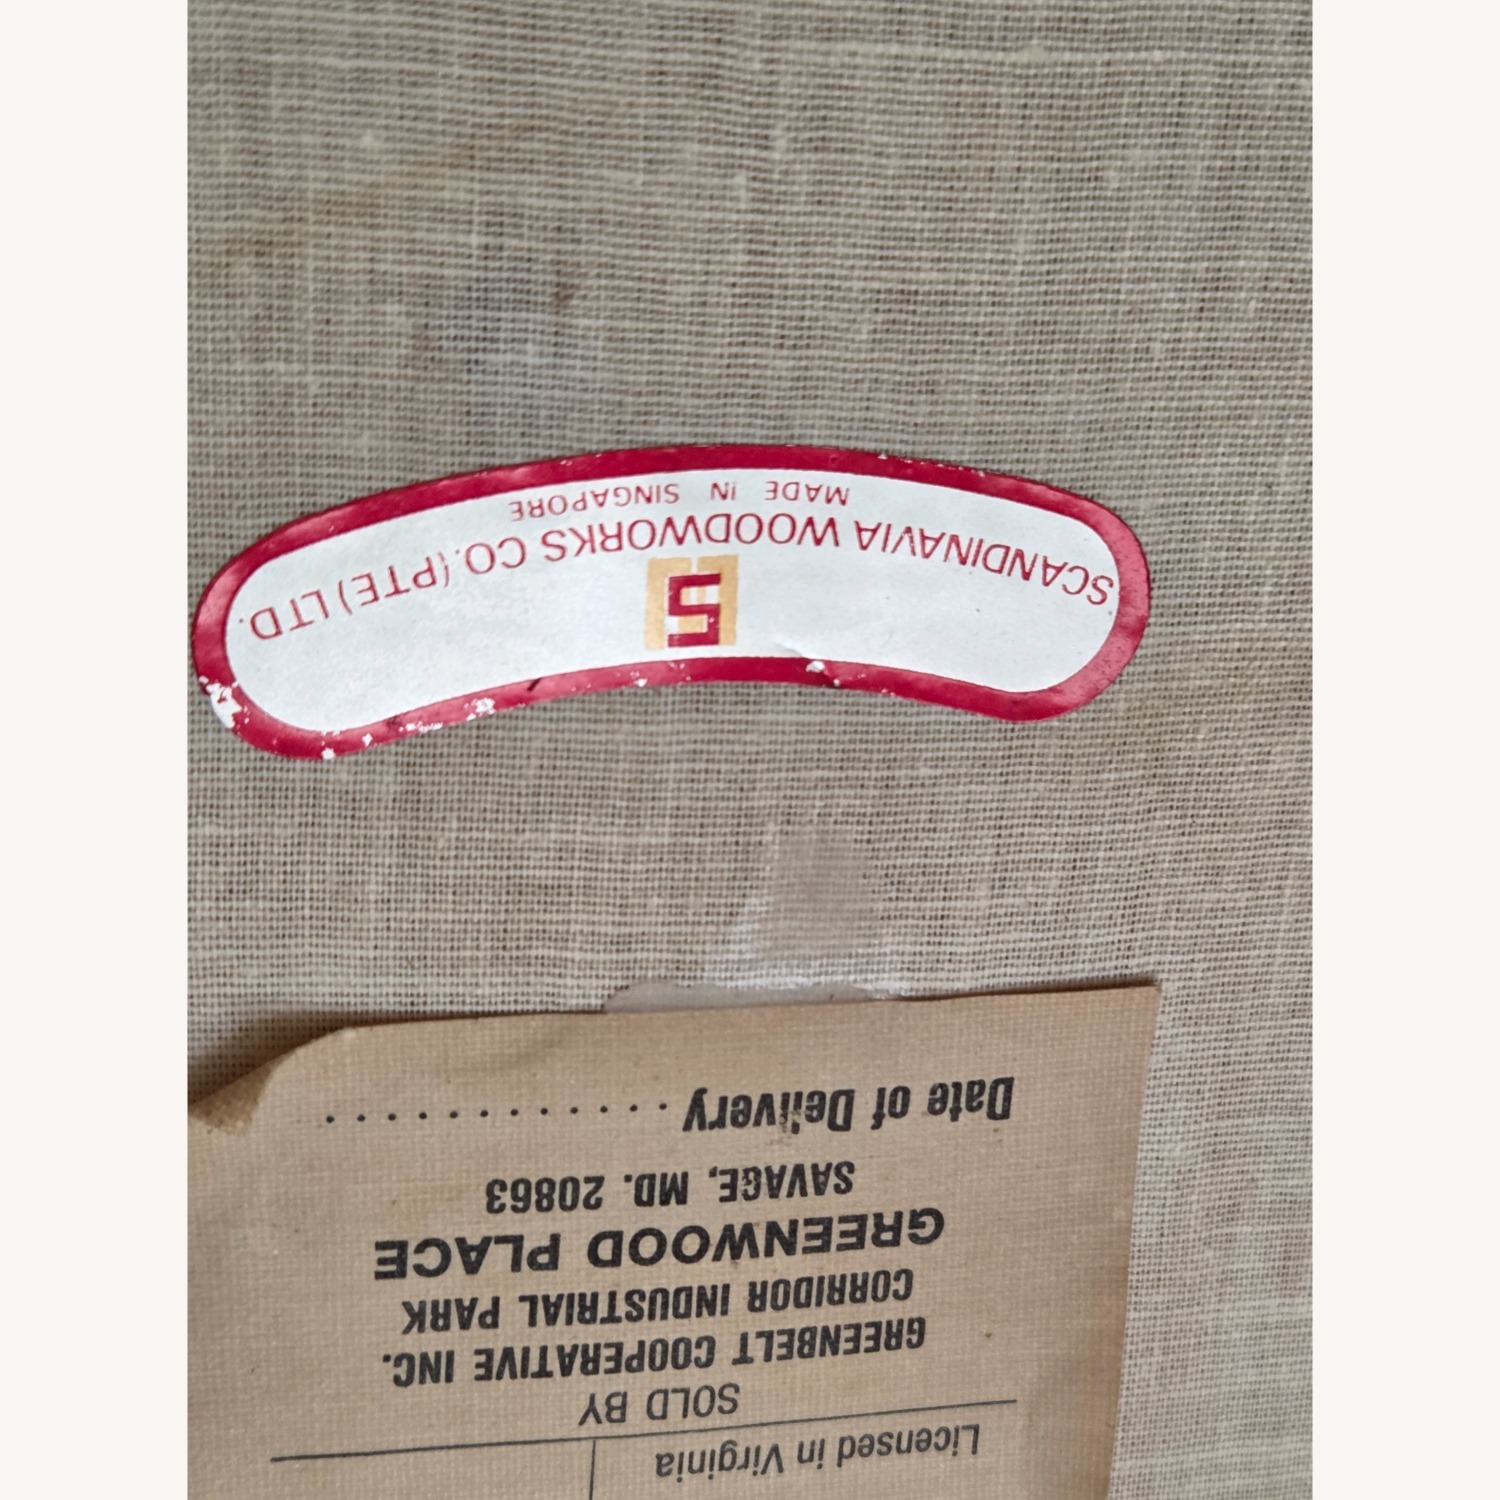 Licensed in Virginia
SOLD BY
GREENBELT COOPERATIVE INC.
CORRIDOR INDUSTRIAL PARK
GREENWOOD PLACE
SAVAGE, MD. 20863
Date of Delivery .............
S
SCANDINAVIA WOODWORKS CO.(PTE) LTD.
MADE IN SINGAPORE